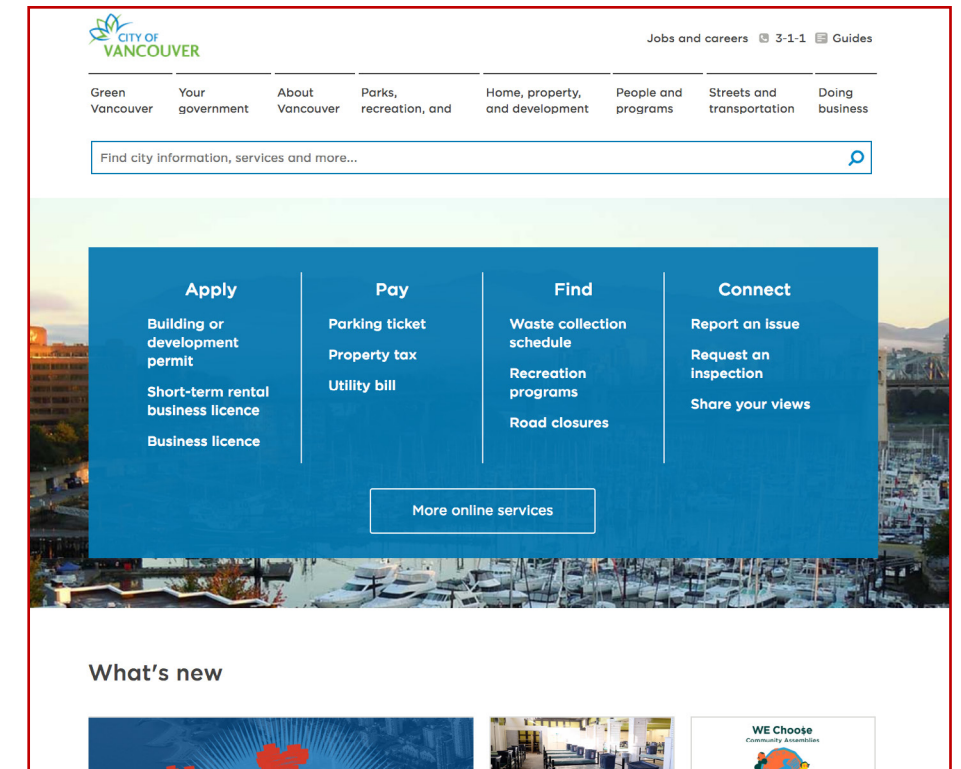 CITY OF
VANCOUVER
Jobs and careers 3-1-1 Guides
Green
Vancouver
Your
government
About
Vancouver
Parks,
recreation, and
Home, property,
and development
People and
programs
Streets and
transportation
Doing
business
Find city information, services and more...
Apply
Building or
development
permit
Short-term rental
business licence
Business licence
Pay
Parking ticket
Property tax
Utility bill
Find
Waste collection
schedule
Recreation
programs
Road closures
Connect
Report an issue
Request an
inspection
Share your views
More online services
What's new
WE Choo$e
Community Assemblies